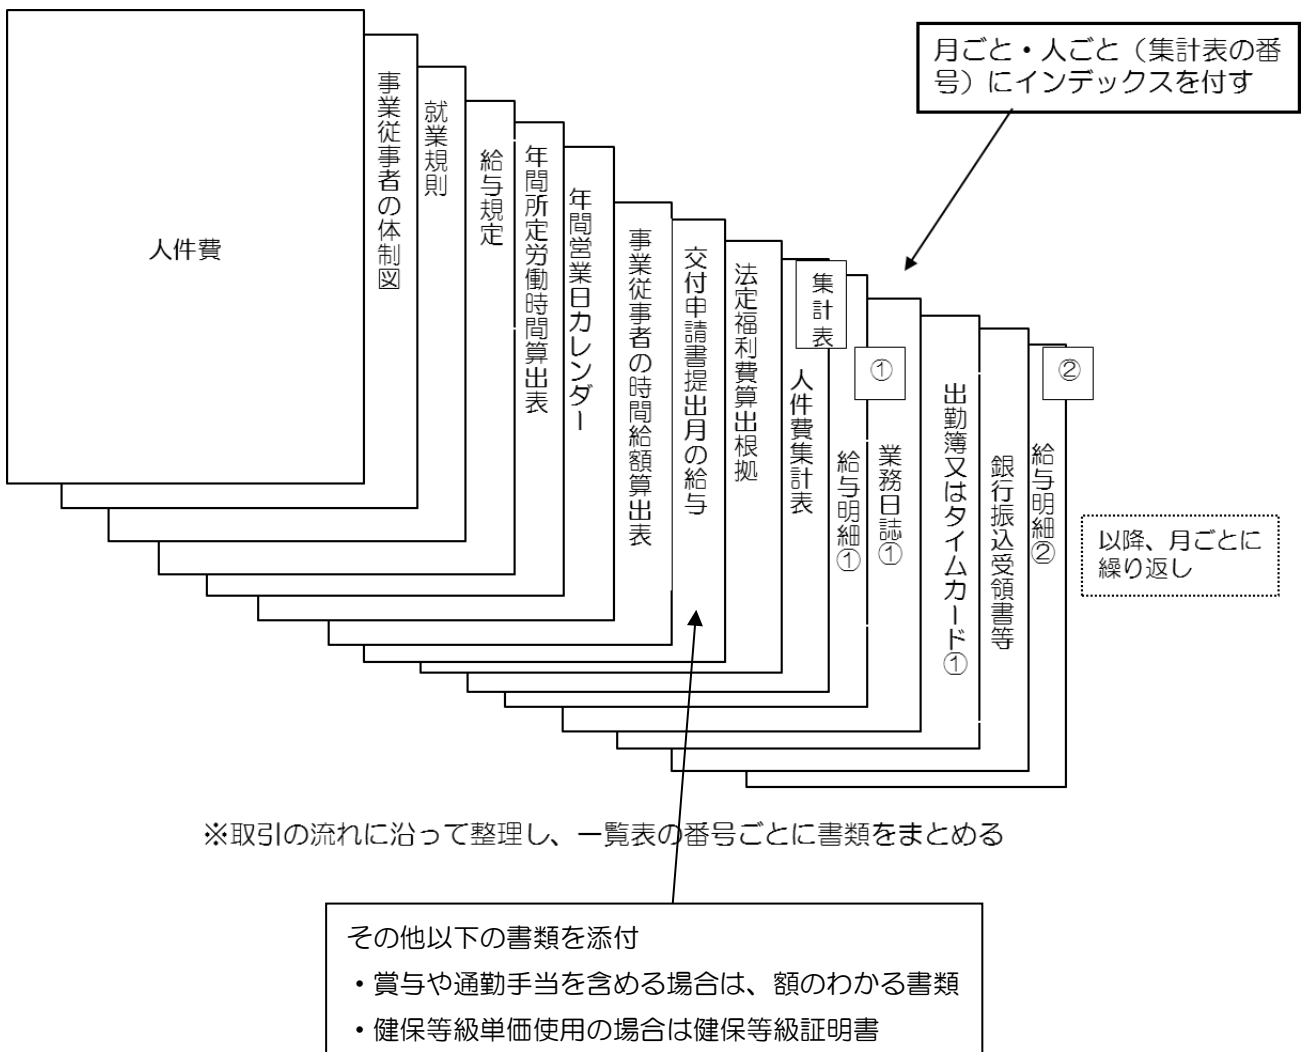 月ごと・人ごと（集計表の番
号）にインデックスを付す
人件費
事業従事者の体制図
就業規則
給与規定
年間所定労働時間算出表
年間営業日カレンダー
事業従事者の時間給額算出表
交付申請書提出月の給与
法定福利費算出根拠
集計表
人件費集計表
①
給与明細①
業務日誌①
出勤簿又はタイムカード①
銀行振込受領書等
②
給与明細②
以降、月ごとに
繰り返し
※取引の流れに沿って整理し、一覧表の番号ごとに書類をまとめる
その他以下の書類を添付
・賞与や通勤手当を含める場合は、額のわかる書類
・健保等級単価使用の場合は健保等級証明書